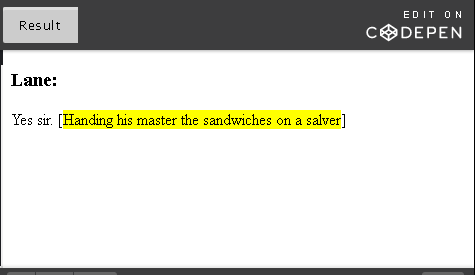 Result
EDIT ON
CODEPEN
Lane:
Yes sir. [Handing his master the sandwiches on a salver]